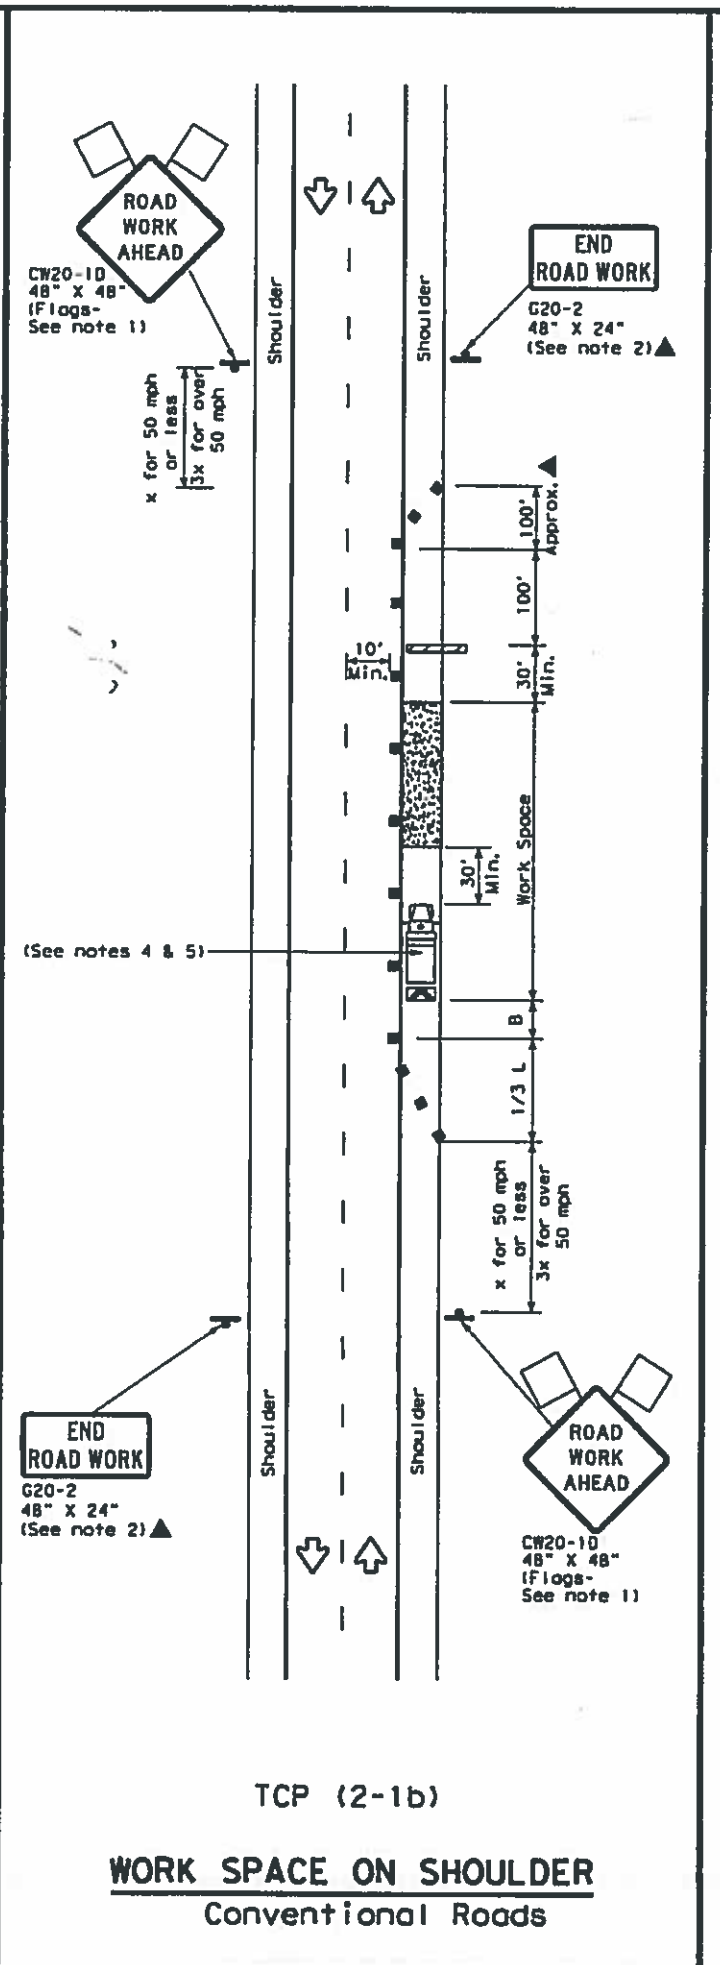 ROAD
WORK
AHEAD
CW20-1D
48" X 48"
(Flags-
See note 1)
END
ROAD WORK
G20-2
48" X 24"
(See note 2)▲
Shoulder
Shoulder
x for 50 mph
or less
3x for over
50 mph
100'
Approx.
100'
10'
Min.
30'
Min.
Work Space
30'
Min.
(See notes 4 & 5)
B
1/3 L
x for 50 mph
or less
3x for over
50 mph
END
ROAD WORK
G20-2
48" X 24"
(See note 2)▲
Shoulder
Shoulder
ROAD
WORK
AHEAD
CW20-1D
48" X 48"
(Flags-
See note 1)
TCP (2-1b)
WORK SPACE ON SHOULDER
Conventional Roads